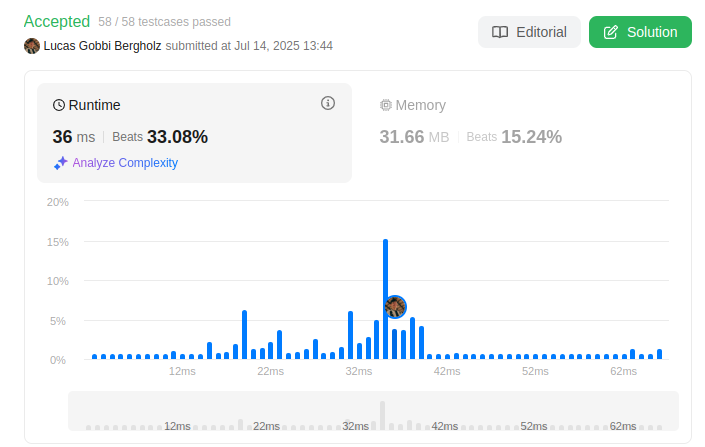 Accepted 58 / 58 testcases passed
Lucas Gobbi Bergholz submitted at Jul 14, 2025 13:44
Editorial
Solution
Runtime
36 ms Beats 33.08%
Analyze Complexity
Memory
31.66 MB Beats 15.24%
20%
15%
10%
5%
0%
12ms 22ms 32ms 42ms 52ms 62ms
12ms 22ms 32ms 42ms 52ms 62ms